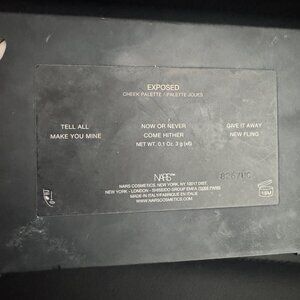 EXPOSED
CHEEK PALETTE / PALETTE JOUES
TELL ALL NOW OR NEVER GIVE IT AWAY
MAKE YOU MINE COME HITHER NEW FLING
NET WT. 0.1 Oz. 3 g (x6)
NARS
NARS COSMETICS, NEW YORK, NY 10017 DIST.
NEW YORK - LONDON - SHISEIDO GROUP EMEA PARIS
MADE IN ITALY/FABRIQUÉ EN ITALIE
WWW.NARSCOSMETICS.COM